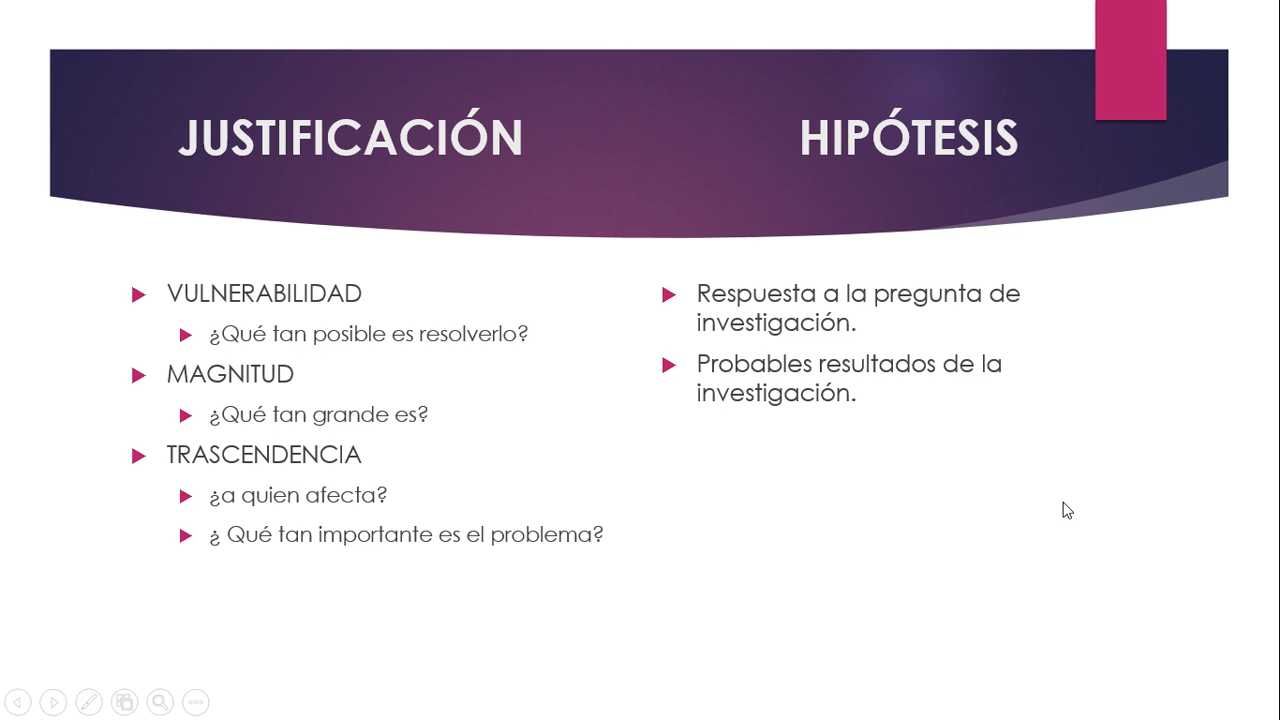 JUSTIFICACIÓN
HIPÓTESIS
VULNERABILIDAD
¿Qué tan posible es resolverlo?
MAGNITUD
¿Qué tan grande es?
TRASCENDENCIA
¿a quien afecta?
¿ Qué tan importante es el problema?
Respuesta a la pregunta de
investigación.
Probables resultados de la
investigación.